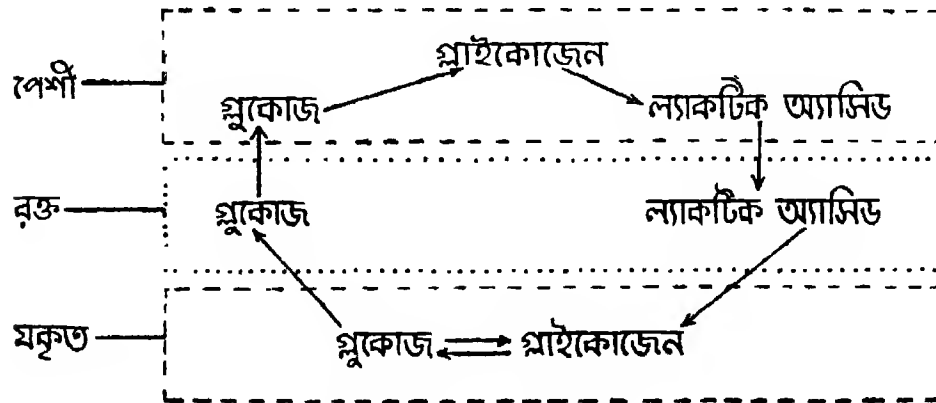 গ্লাইকোজেন
পেশী
গ্লুকোজ ল্যাকটিক অ্যাসিড
রক্ত গ্লুকোজ ল্যাকটিক অ্যাসিড
যকৃত গ্লুকোজ গ্লাইকোজেন